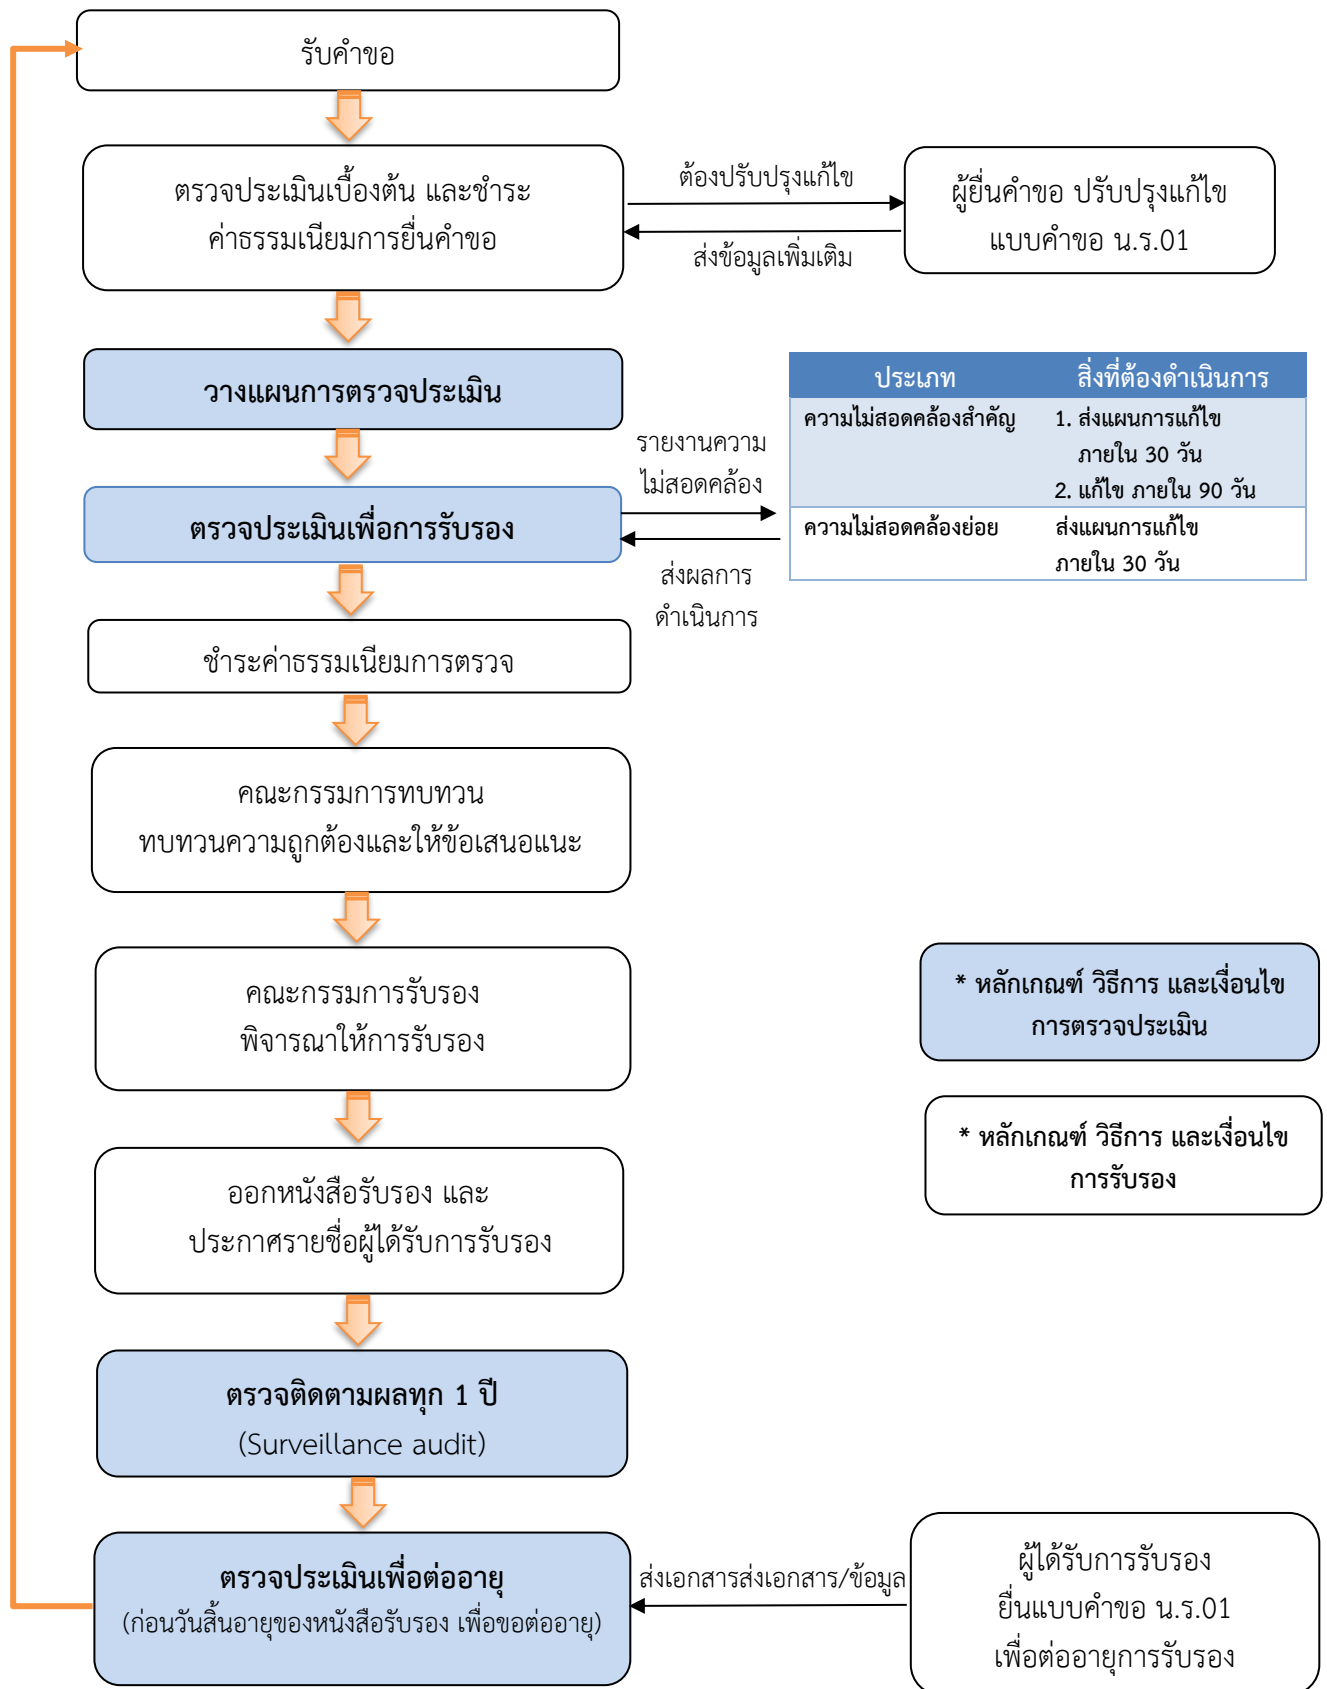 รับคำขอ
ตรวจประเมินเบื้องต้น และชำระ
ค่าธรรมเนียมการยื่นคำขอ
ต้องปรับปรุงแก้ไข
ส่งข้อมูลเพิ่มเติม
ผู้ยื่นคำขอ ปรับปรุงแก้ไข
แบบคำขอ น.ร.01
วางแผนการตรวจประเมิน
ตรวจประเมินเพื่อการรับรอง
รายงานความ
ไม่สอดคล้อง
ส่งผลการ
ดำเนินการ
ประเภท สิ่งที่ต้องดำเนินการ
ความไม่สอดคล้องสำคัญ 1. ส่งแผนการแก้ไข
ภายใน 30 วัน
2. แก้ไข ภายใน 90 วัน
ความไม่สอดคล้องย่อย ส่งแผนการแก้ไข
ภายใน 30 วัน
ชำระค่าธรรมเนียมการตรวจ
คณะกรรมการทบทวน
ทบทวนความถูกต้องและให้ข้อเสนอแนะ
คณะกรรมการรับรอง
พิจารณาให้การรับรอง
* หลักเกณฑ์ วิธีการ และเงื่อนไข
การตรวจประเมิน
* หลักเกณฑ์ วิธีการ และเงื่อนไข
การรับรอง
ออกหนังสือรับรอง และ
ประกาศรายชื่อผู้ได้รับการรับรอง
ตรวจติดตามผลทุก 1 ปี
(Surveillance audit)
ตรวจประเมินเพื่อต่ออายุ
(ก่อนวันสิ้นอายุของหนังสือรับรอง เพื่อขอต่ออายุ)
ส่งเอกสารส่งเอกสาร/ข้อมูล
ผู้ได้รับการรับรอง
ยื่นแบบคำขอ น.ร.01
เพื่อต่ออายุการรับรอง